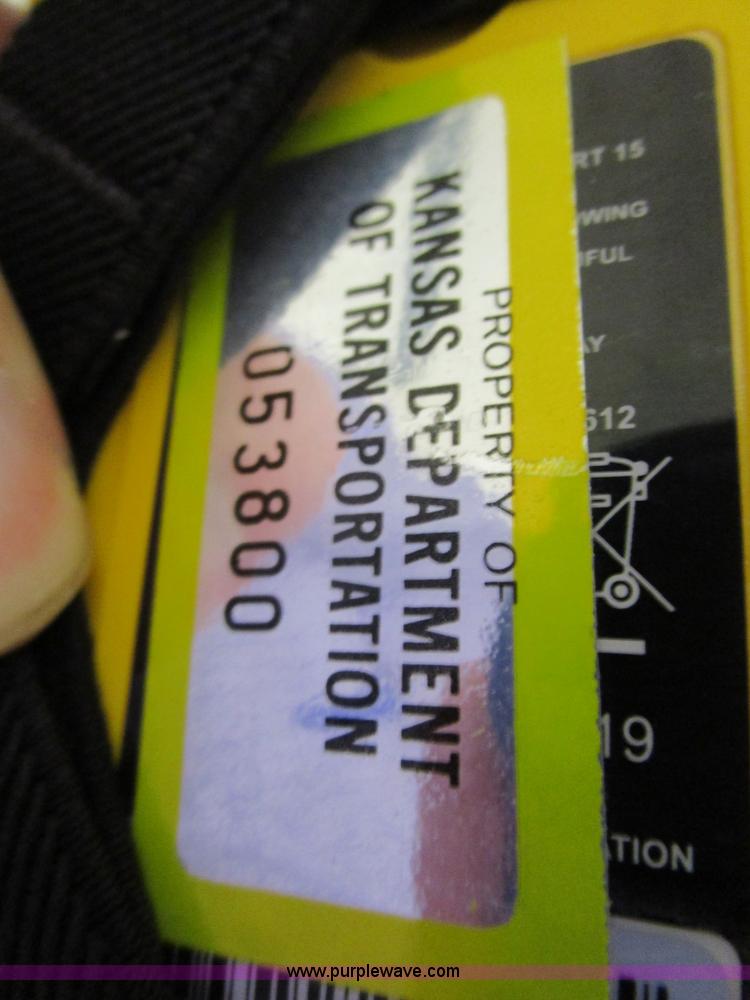 PROPERTY OF
KANSAS DEPARTMENT
OF TRANSPORTATION
053800
RT 15
WING
IFUL
AY
612
19
ATION
www.purplewave.com